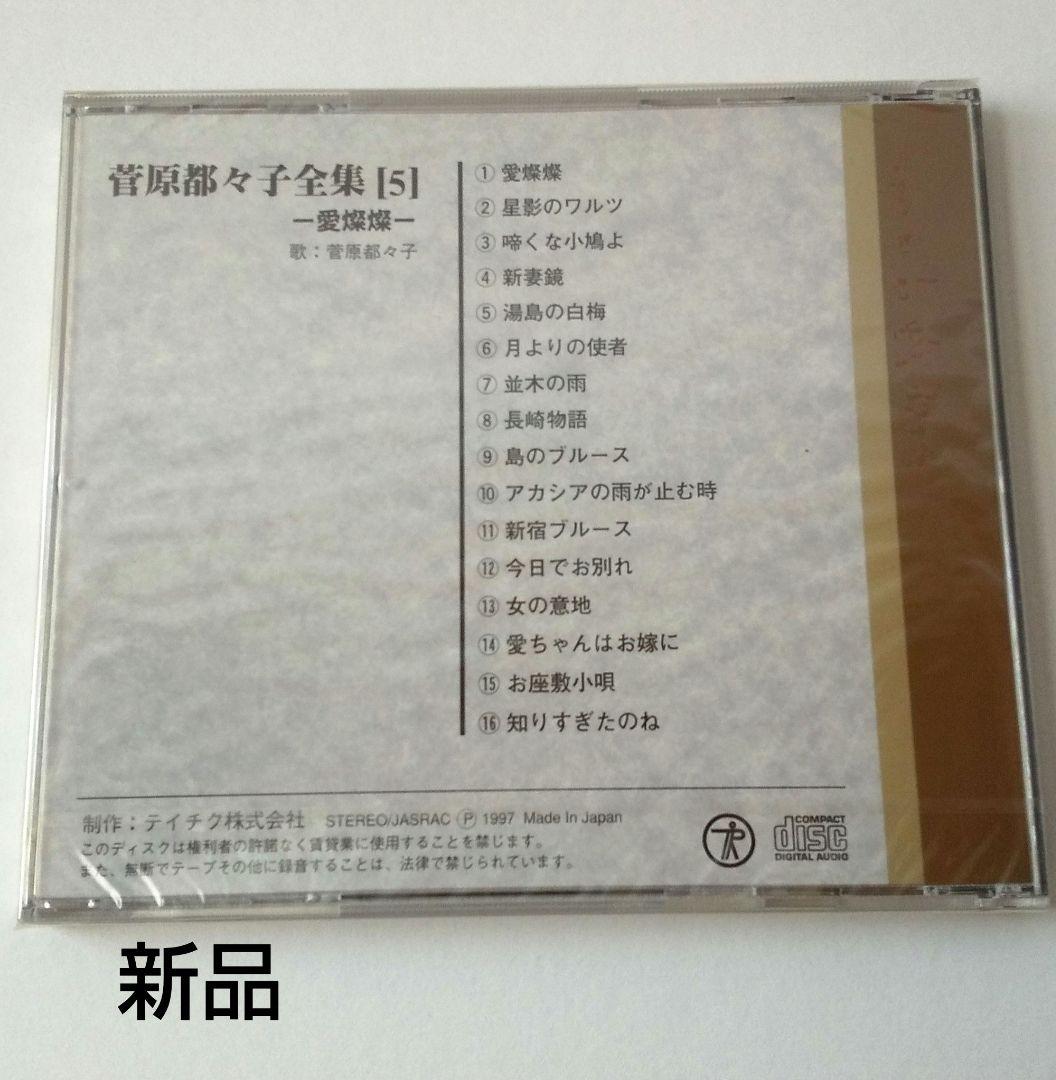 菅原都々子全集 [5]
ー愛燦燦ー
歌：菅原都々子
① 愛燦燦
② 星影のワルツ
③ 啼くな小鳩よ
④ 新妻鏡
⑤ 湯島の白梅
⑥ 月よりの使者
⑦ 並木の雨
⑧ 長崎物語
⑨ 島のブルース
⑩ アカシアの雨が止む時
⑪ 新宿ブルース
⑫ 今日でお別れ
⑬ 女の意地
⑭ 愛ちゃんはお嫁に
⑮ お座敷小唄
⑯ 知りすぎたのね
制作：テイチク株式会社 STEREO/JASRAC Ⓟ 1997 Made In Japan
このディスクは権利者の許諾なく賃貸業に使用することを禁じます。
また、無断でテープその他に録音することは、法律で禁じられています。
COMPACT
disc
DIGITAL AUDIO
新品